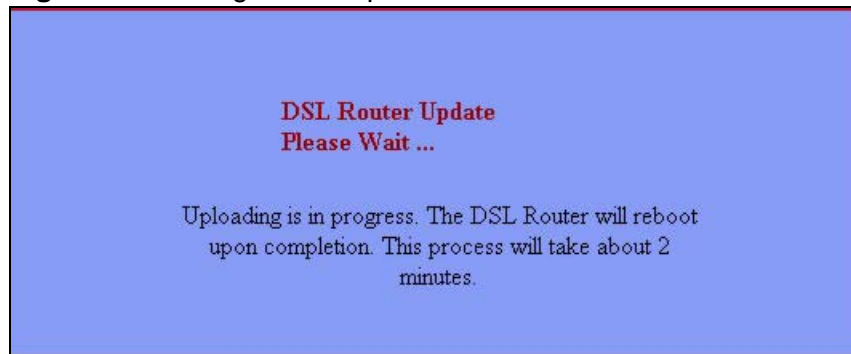 DSL Router Update
Please Wait ...
Uploading is in progress. The DSL Router will reboot
upon completion. This process will take about 2
minutes.